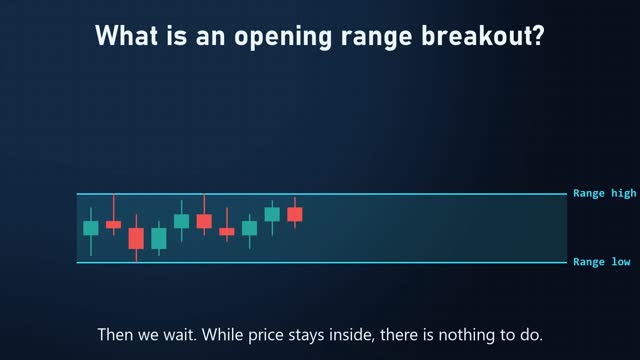 What is an opening range breakout?
Range high
Range low
Then we wait. While price stays inside, there is nothing to do.